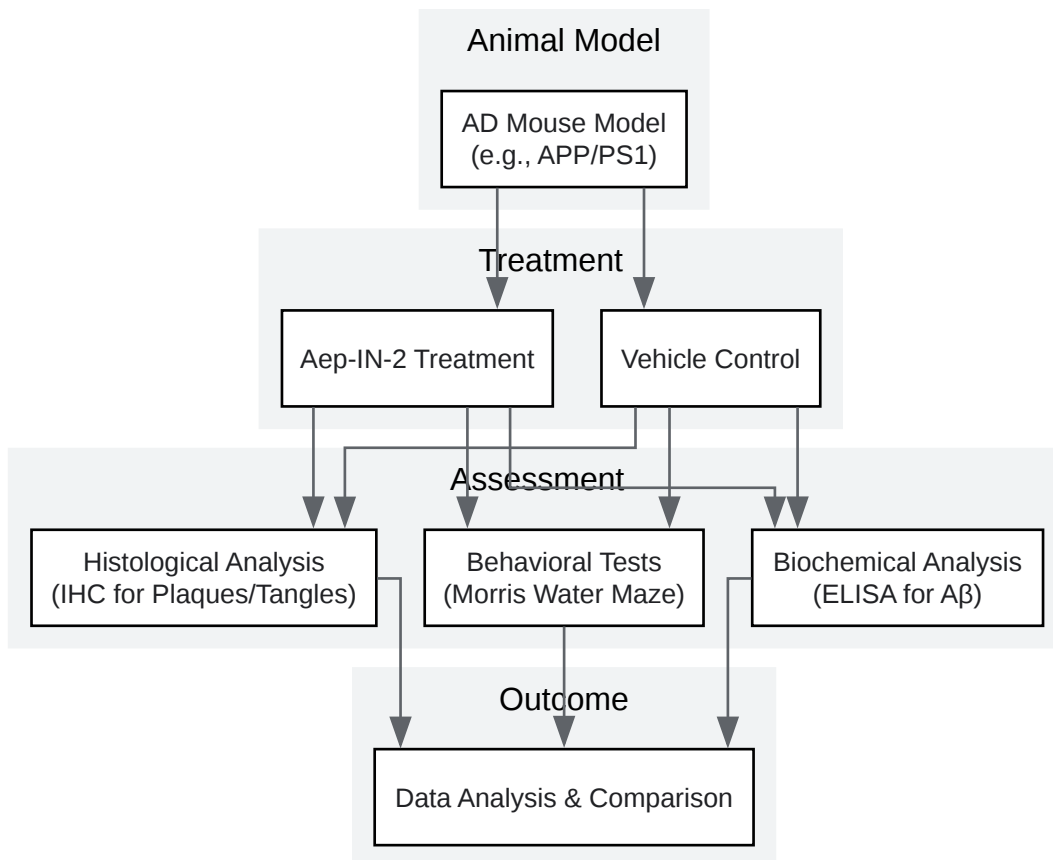 Animal Model
AD Mouse Model
(e.g., APP/PS1)
Treatment
Aep-IN-2 Treatment
Vehicle Control
Assessment
Histological Analysis
(IHC for Plaques/Tangles)
Behavioral Tests
(Morris Water Maze)
Biochemical Analysis
(ELISA for Aβ)
Outcome
Data Analysis & Comparison